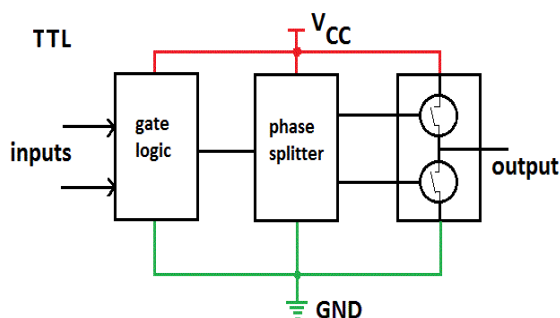 TTL
VCC
inputs
gate
logic
phase
splitter
output
GND